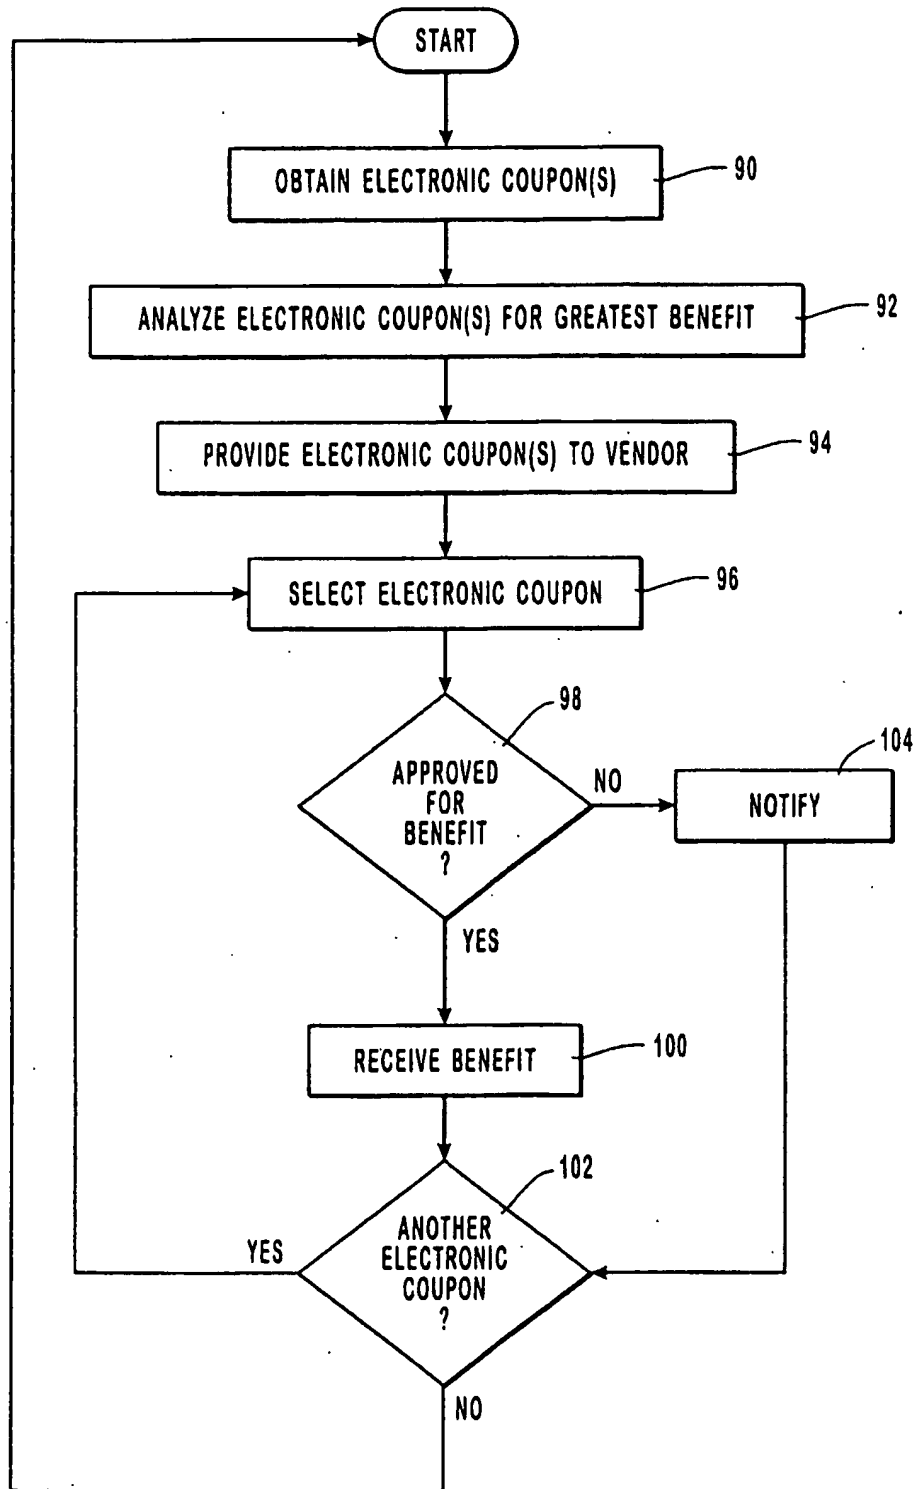 START
OBTAIN ELECTRONIC COUPON(S)
90
ANALYZE ELECTRONIC COUPON(S) FOR GREATEST BENEFIT
92
PROVIDE ELECTRONIC COUPON(S) TO VENDOR
94
SELECT ELECTRONIC COUPON
96
98
APPROVED
FOR
BENEFIT
?
NO
104
NOTIFY
YES
RECEIVE BENEFIT
100
102
ANOTHER
ELECTRONIC
COUPON
?
YES
NO